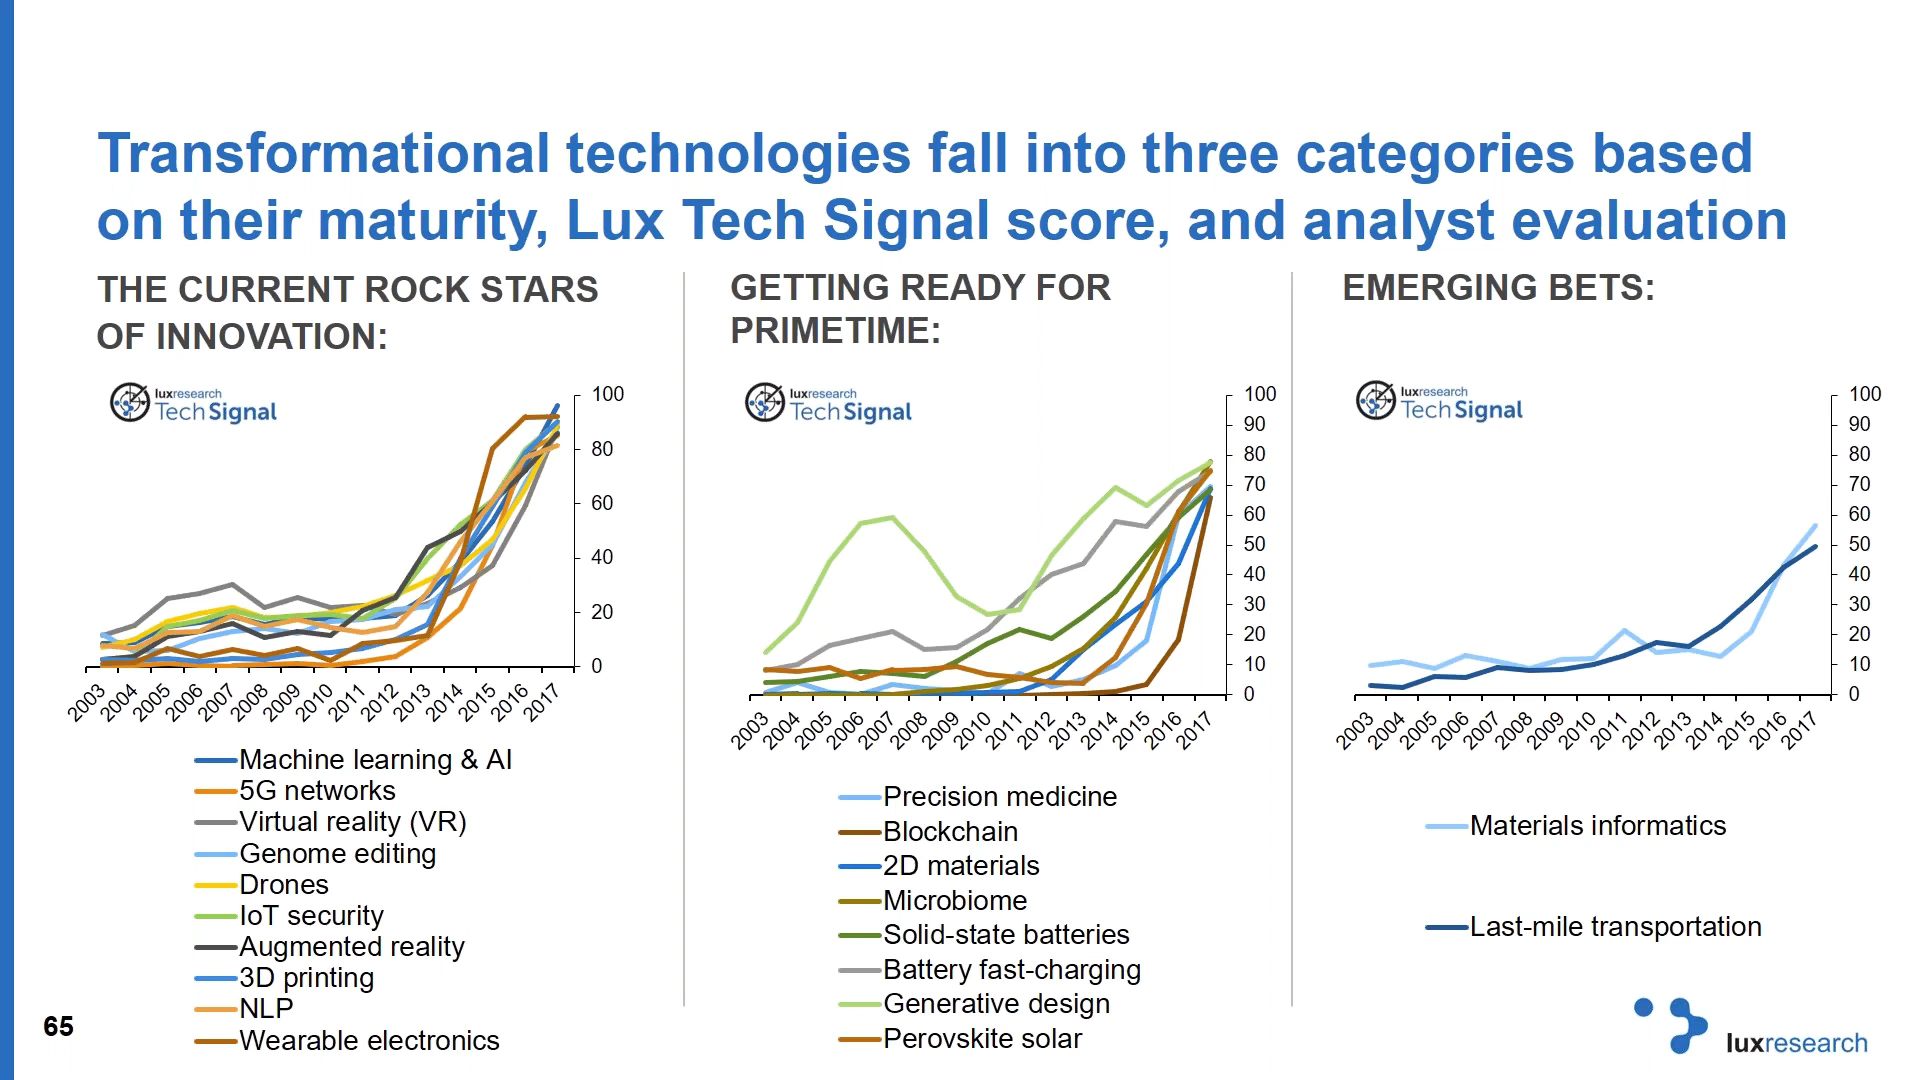 Transformational technologies fall into three categories based
on their maturity, Lux Tech Signal score, and analyst evaluation
THE CURRENT ROCK STARS
OF INNOVATION:
luxresearch
Tech Signal
100
80
60
40
20
0
2003 2004 2005 2006 2007 2008 2009 2010 2011 2012 2013 2014 2015 2016 2017
Machine learning & AI
5G networks
Virtual reality (VR)
Genome editing
Drones
IoT security
Augmented reality
3D printing
NLP
Wearable electronics
GETTING READY FOR
PRIMETIME:
luxresearch
Tech Signal
100
90
80
70
60
50
40
30
20
10
0
2003 2004 2005 2006 2007 2008 2009 2010 2011 2012 2013 2014 2015 2016 2017
Precision medicine
Blockchain
2D materials
Microbiome
Solid-state batteries
Battery fast-charging
Generative design
Perovskite solar
EMERGING BETS:
luxresearch
Tech Signal
100
90
80
70
60
50
40
30
20
10
0
2003 2004 2005 2006 2007 2008 2009 2010 2011 2012 2013 2014 2015 2016 2017
Materials informatics
Last-mile transportation
65
luxresearch